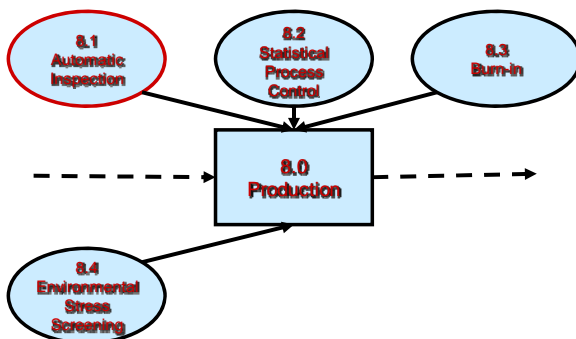 8.1
Automatic
Inspection
8.2
Statistical
Process
Control
8.3
Burn-in
8.0
Production
8.4
Environmental
Stress
Screening